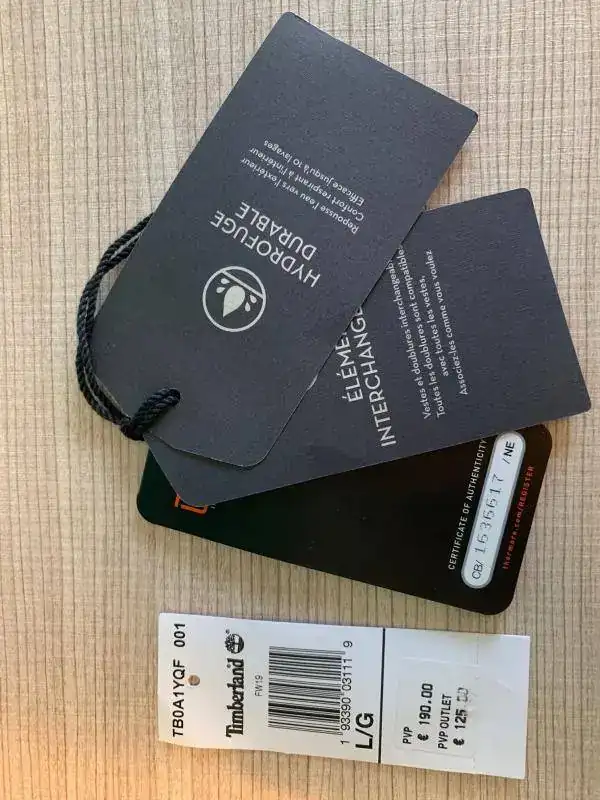 HYDROFUGE
DURABLE
Repousse l'eau vers l'extérieur
Confort respirant à l'intérieur
Efficace jusqu'à 10 lavages
INTERCHANGE
Vestes et doublures interchangeables
Toutes les doublures sont compatibles
avec toutes les vestes.
Associez-les comme vous voulez
CERTIFICATE OF AUTHENTICITY
CB/ 1636617 /NE
thermore.com/REGISTER
TB0A1YQF 001
Timberland
FW19
1 93390 03111 9
L/G
PVP
€ 190.00
PVP OUTLET
€ 125.00